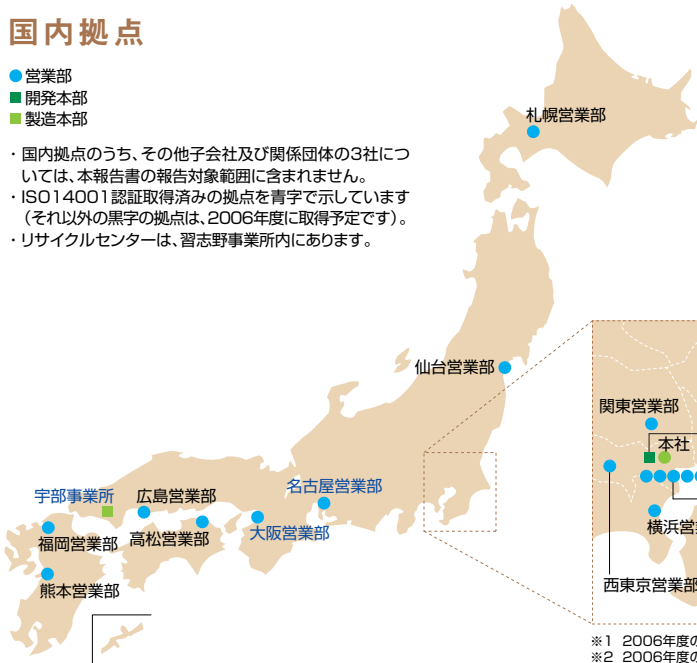 国内拠点
営業部
開発本部
製造本部
・国内拠点のうち、その他子会社及び関係団体の3社につ
いては、本報告書の報告対象範囲に含まれません。
・ISO14001認証取得済みの拠点を青字で示しています
（それ以外の黒字の拠点は、2006年度に取得予定です）。
・リサイクルセンターは、習志野事業所内にあります。
札幌営業部
仙台営業部
関東営業部
本社
横浜営業
西東京営業部
名古屋営業部
宇部事業所
広島営業部
福岡営業部
高松営業部
大阪営業部
熊本営業部
※1 2006年度の
※2 2006年度の